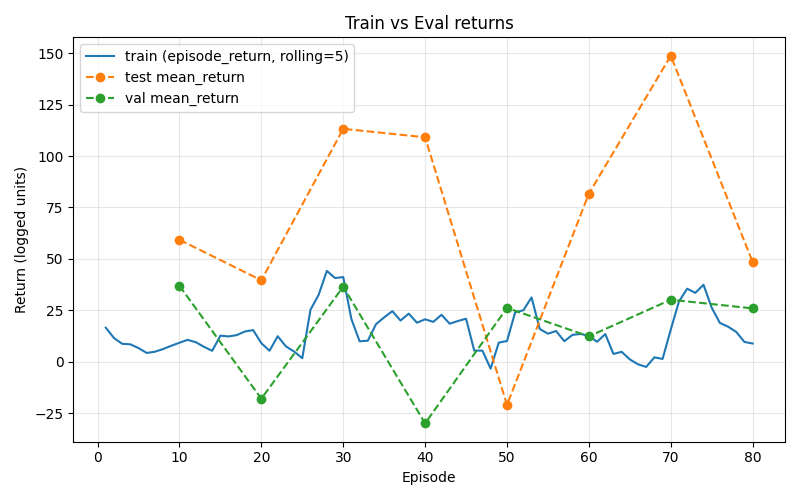 Train vs Eval returns
train (episode_return, rolling=5)
test mean_return
val mean_return
Return (logged units)
150
125
100
75
50
25
0
−25
0 10 20 30 40 50 60 70 80
Episode